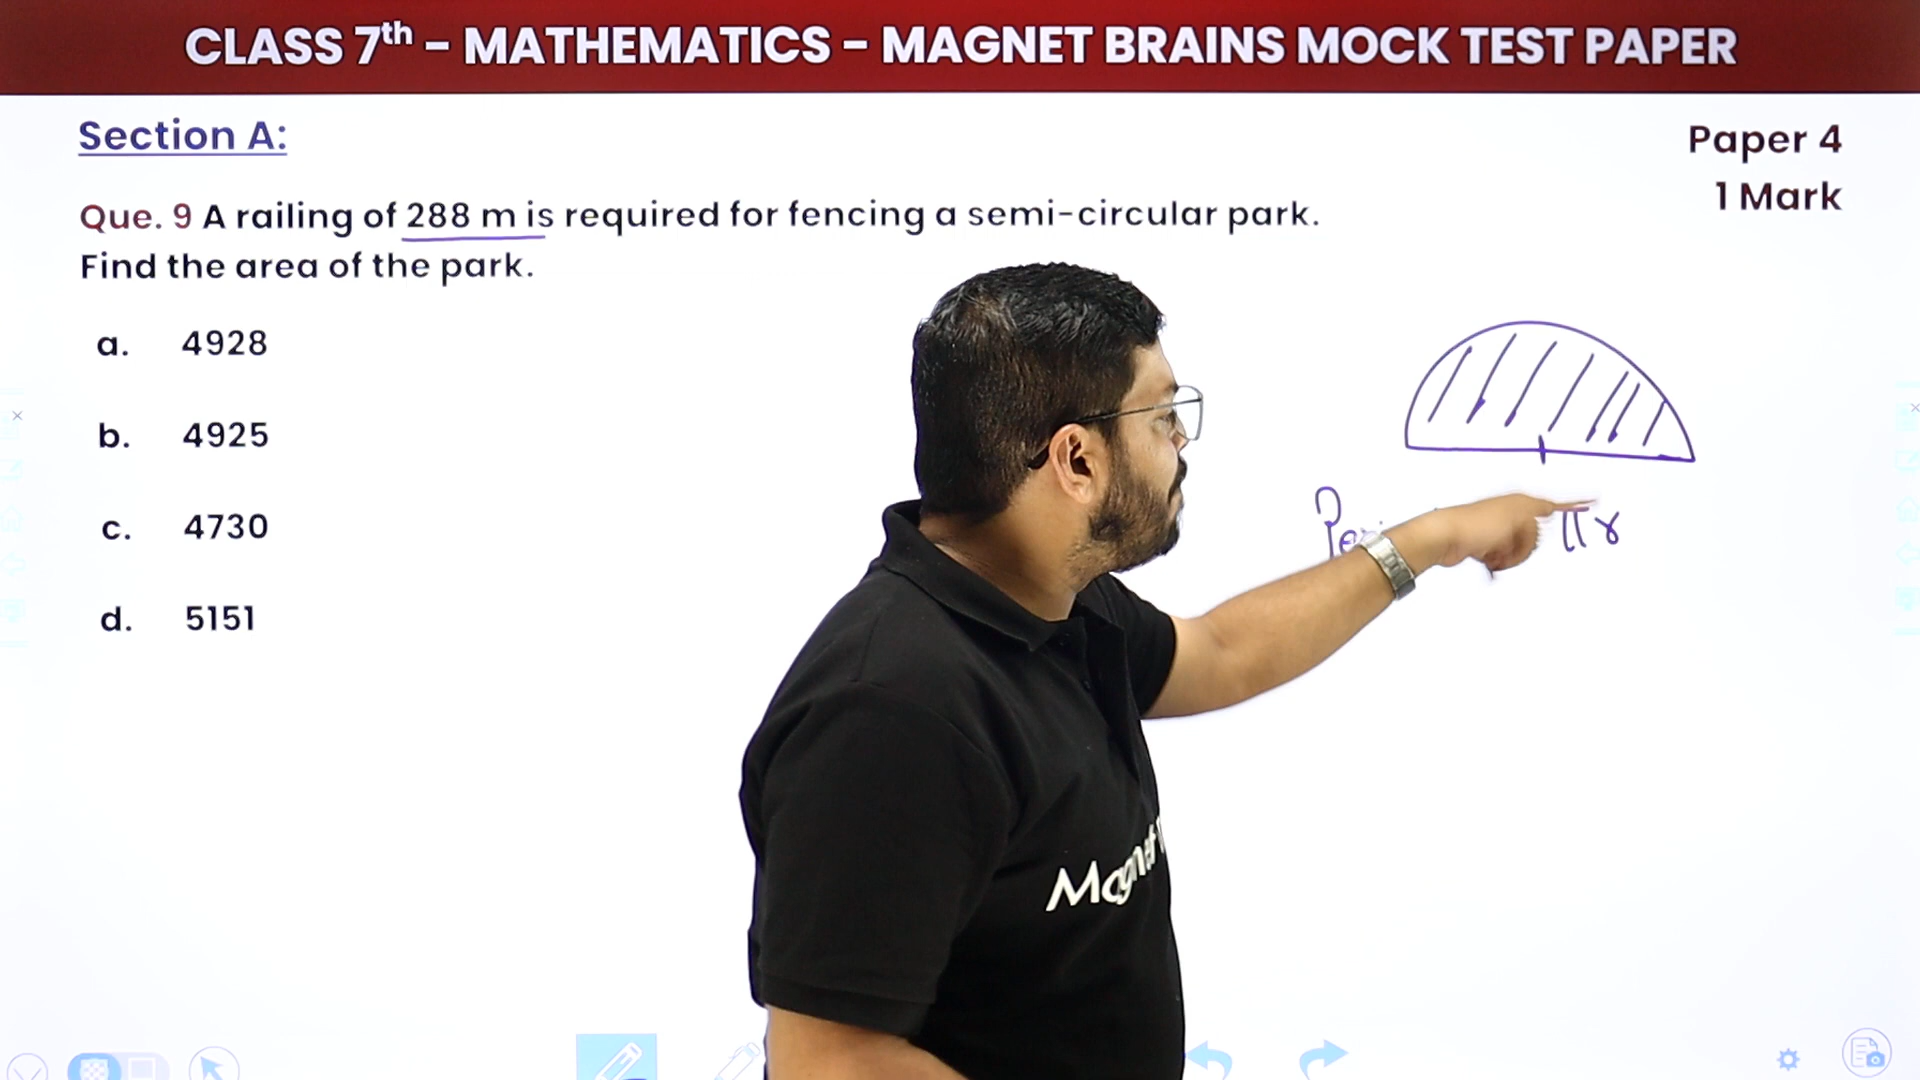 CLASS 7th – MATHEMATICS – MAGNET BRAINS MOCK TEST PAPER
Section A:
Paper 4
1 Mark
Que. 9 A railing of 288 m is required for fencing a semi-circular park.
Find the area of the park.
a. 4928
b. 4925
c. 4730
d. 5151
πr